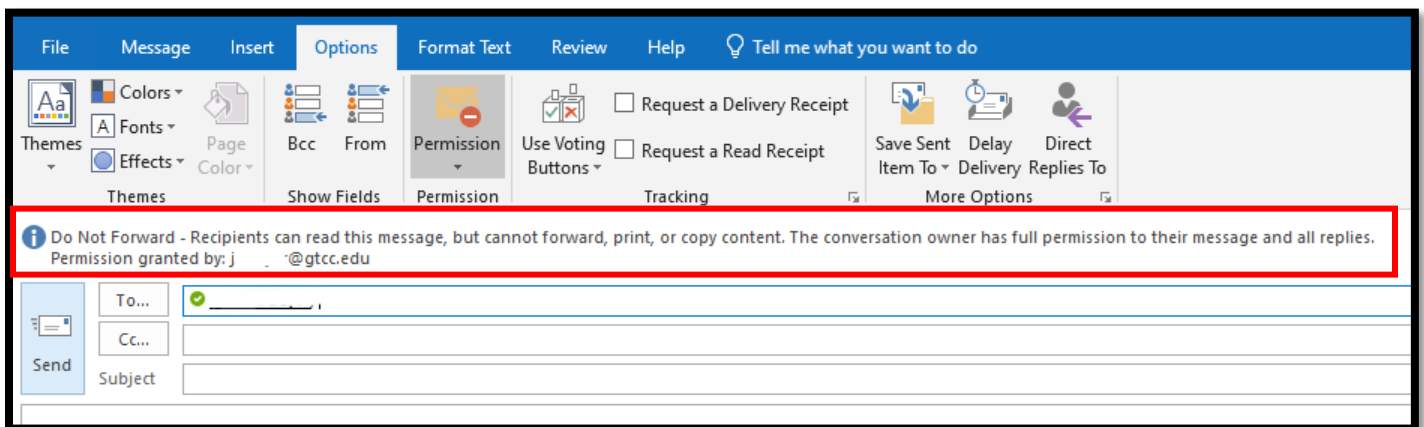 File Message Insert Options Format Text Review Help Tell me what you want to do
Aa Colors Request a Delivery Receipt
A Fonts
Themes Page Bcc From Permission Use Voting Request a Read Receipt Save Sent Delay Direct
Effects Color Buttons Item To Delivery Replies To
Themes Show Fields Permission Tracking More Options
Do Not Forward - Recipients can read this message, but cannot forward, print, or copy content. The conversation owner has full permission to their message and all replies.
Permission granted by: j @gtcc.edu
To...
Cc...
Send
Subject